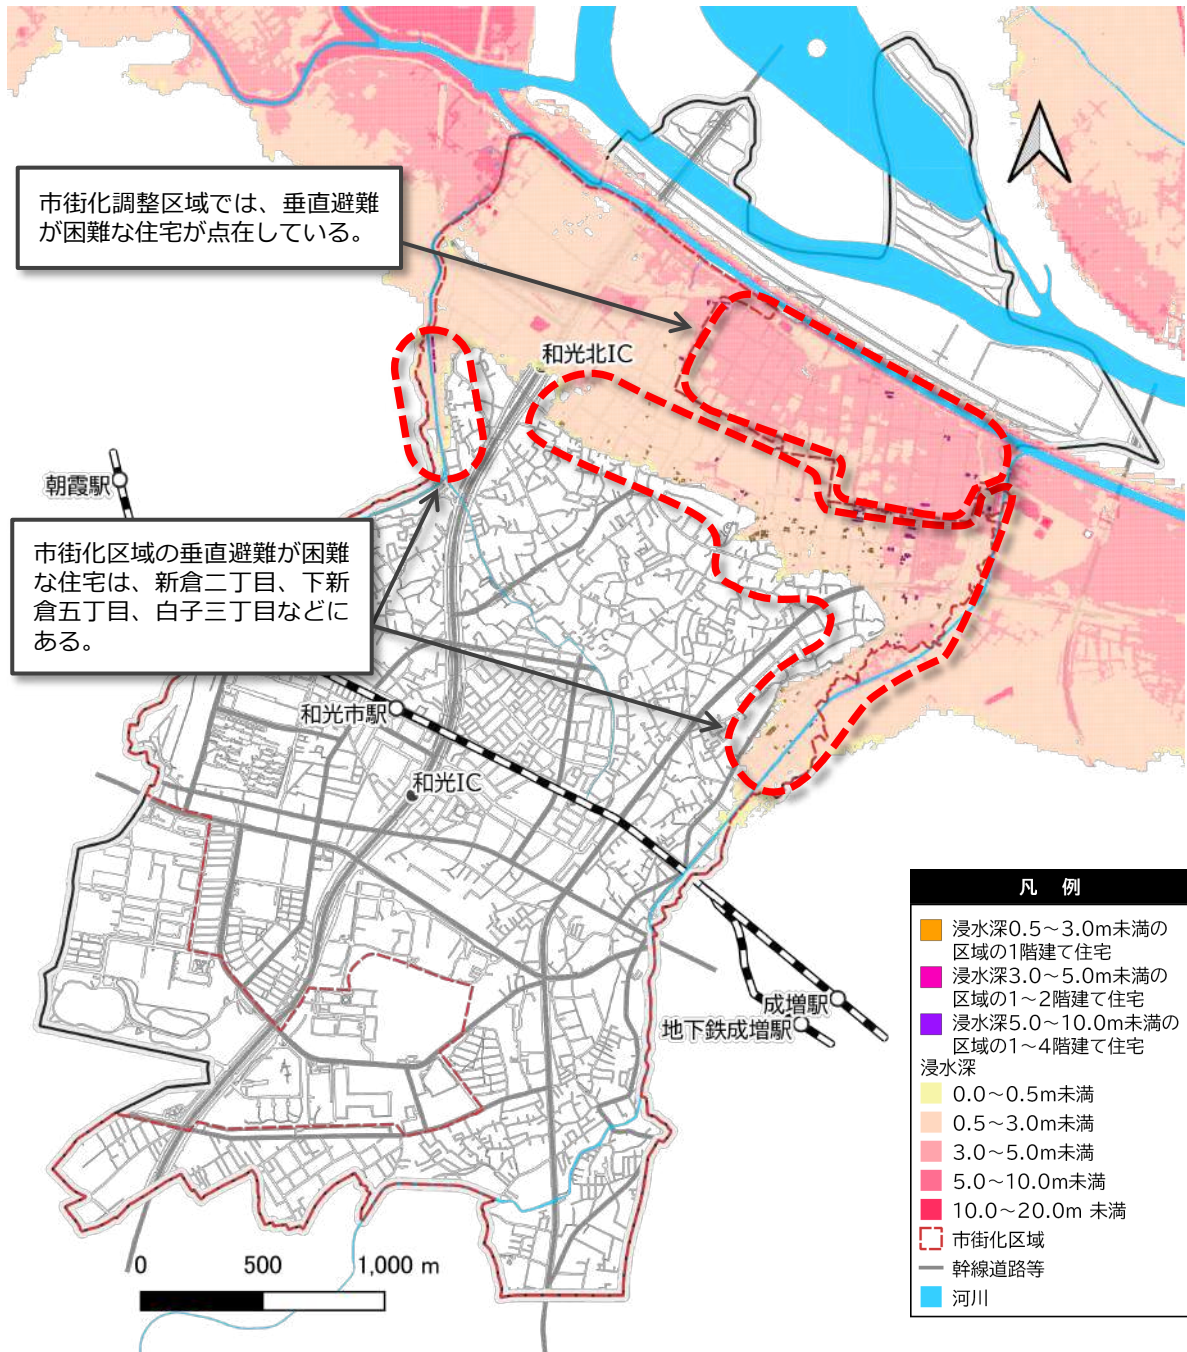 市街化調整区域では、垂直避難
が困難な住宅が点在している。
和光北IC
朝霞駅
市街化区域の垂直避難が困難
な住宅は、新倉二丁目、下新
倉五丁目、白子三丁目などに
ある。
和光市駅
和光IC
成増駅
地下鉄成増駅
0 500 1,000 m
凡 例
浸水深0.5～3.0m未満の
区域の1階建て住宅
浸水深3.0～5.0m未満の
区域の1～2階建て住宅
浸水深5.0～10.0m未満の
区域の1～4階建て住宅
浸水深
0.0～0.5m未満
0.5～3.0m未満
3.0～5.0m未満
5.0～10.0m未満
10.0～20.0m 未満
市街化区域
幹線道路等
河川